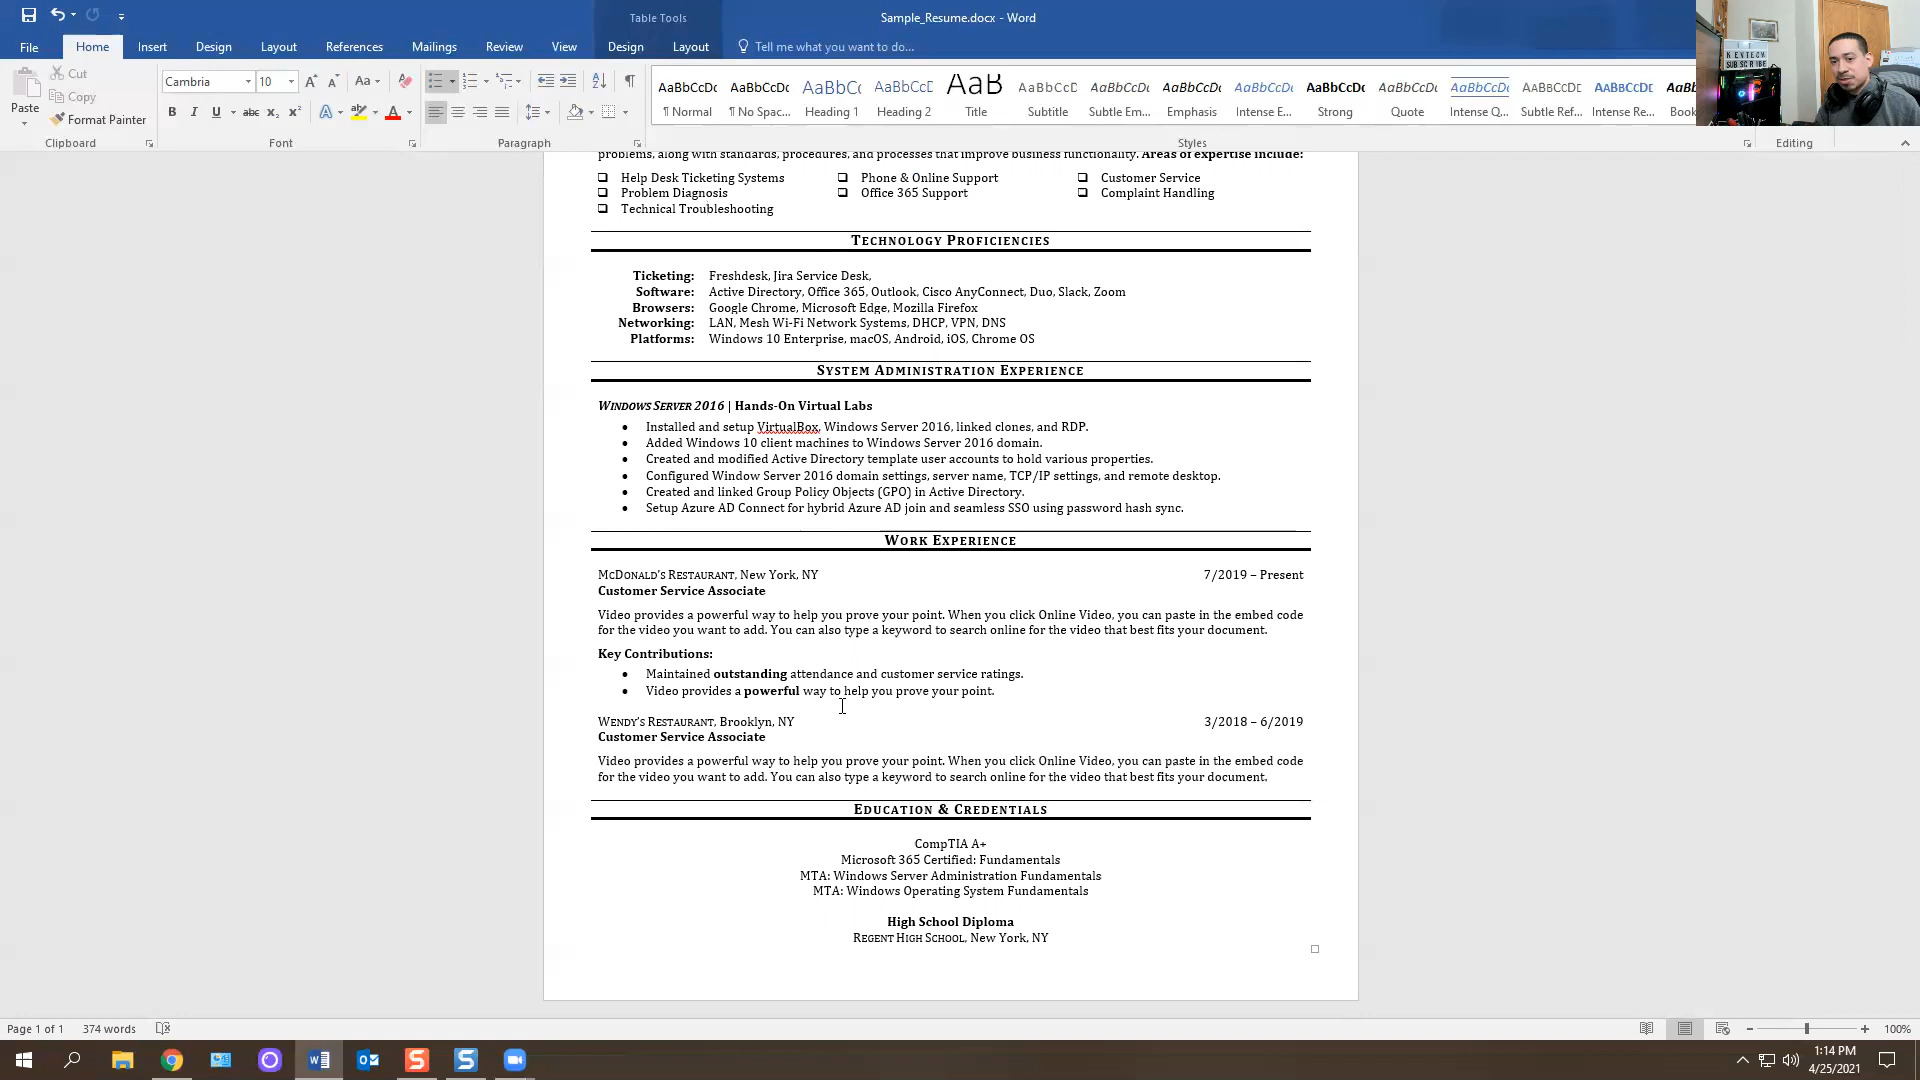 Table Tools
Sample_Resume.docx - Word
File Home Insert Design Layout References Mailings Review View Design Layout Tell me what you want to do...
KEVTECH
SUBSCRIBE
Paste
Cut
Copy
Format Painter
Clipboard
Cambria 10
Font
Paragraph
AaBbCcDc AaBbCcDc AaBbCc AaBbCcD AaB AaBbCcD AaBbCcDc AaBbCcDc AaBbCcDc AaBbCcDc AaBbCcDc AaBbCcDc AaBbCcDc AaBbCcDc AaBb
¶ Normal ¶ No Spac... Heading 1 Heading 2 Title Subtitle Subtle Em... Emphasis Intense E... Strong Quote Intense Q... Subtle Ref... Intense Re... Book
Styles
Editing
problems, along with standards, procedures, and processes that improve business functionality. Areas of expertise include:
Help Desk Ticketing Systems Phone & Online Support Customer Service
Problem Diagnosis Office 365 Support Complaint Handling
Technical Troubleshooting
TECHNOLOGY PROFICIENCIES
Ticketing: Freshdesk, Jira Service Desk,
Software: Active Directory, Office 365, Outlook, Cisco AnyConnect, Duo, Slack, Zoom
Browsers: Google Chrome, Microsoft Edge, Mozilla Firefox
Networking: LAN, Mesh Wi-Fi Network Systems, DHCP, VPN, DNS
Platforms: Windows 10 Enterprise, macOS, Android, iOS, Chrome OS
SYSTEM ADMINISTRATION EXPERIENCE
WINDOWS SERVER 2016 | Hands-On Virtual Labs
• Installed and setup VirtualBox, Windows Server 2016, linked clones, and RDP.
• Added Windows 10 client machines to Windows Server 2016 domain.
• Created and modified Active Directory template user accounts to hold various properties.
• Configured Window Server 2016 domain settings, server name, TCP/IP settings, and remote desktop.
• Created and linked Group Policy Objects (GPO) in Active Directory.
• Setup Azure AD Connect for hybrid Azure AD join and seamless SSO using password hash sync.
WORK EXPERIENCE
MCDONALD'S RESTAURANT, New York, NY 7/2019 – Present
Customer Service Associate
Video provides a powerful way to help you prove your point. When you click Online Video, you can paste in the embed code
for the video you want to add. You can also type a keyword to search online for the video that best fits your document.
Key Contributions:
• Maintained outstanding attendance and customer service ratings.
• Video provides a powerful way to help you prove your point.
WENDY'S RESTAURANT, Brooklyn, NY 3/2018 – 6/2019
Customer Service Associate
Video provides a powerful way to help you prove your point. When you click Online Video, you can paste in the embed code
for the video you want to add. You can also type a keyword to search online for the video that best fits your document.
EDUCATION & CREDENTIALS
CompTIA A+
Microsoft 365 Certified: Fundamentals
MTA: Windows Server Administration Fundamentals
MTA: Windows Operating System Fundamentals
High School Diploma
REGENT HIGH SCHOOL, New York, NY
Page 1 of 1 374 words
100%
1:14 PM
4/25/2021